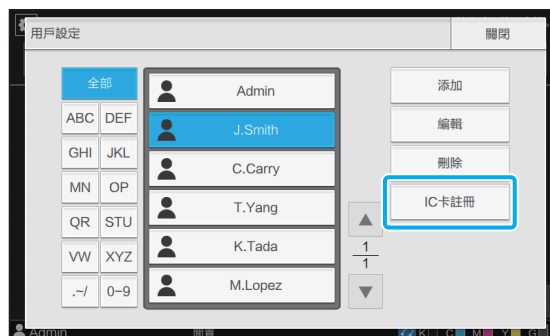 用戶設定
關閉
全部
ABC DEF
GHI JKL
MN OP
QR STU
VW XYZ
.~/ 0~9
Admin
J.Smith
C.Carry
T.Yang
K.Tada
M.Lopez
1
1
添加
編輯
刪除
IC卡註冊
Admin
K C M Y G